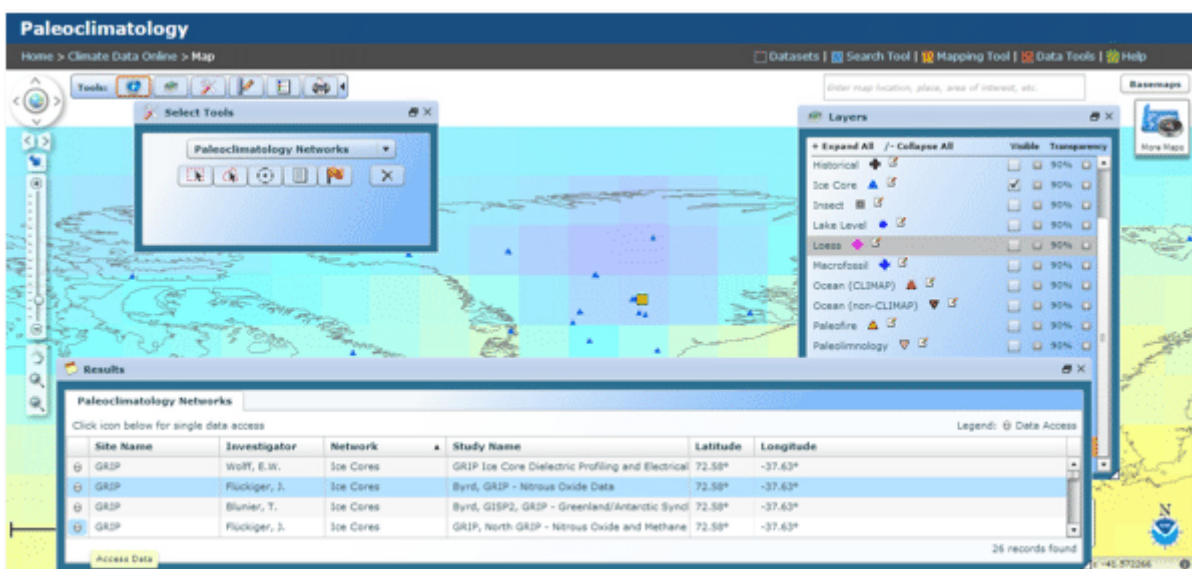 Paleoclimatology
Home > Climate Data Online > Map
Datasets | Search Tool | Mapping Tool | Data Tools | Help
Tools:
Enter map location, place, area of interest, etc.
Basemaps
More Maps
Select Tools
Paleoclimatology Networks
Layers
+ Expand All /- Collapse All Visible Transparency
Historical 90%
Ice Core 90%
Insect 90%
Lake Level 90%
Loess 90%
Macrofossil 90%
Ocean (CLIMAP) 90%
Ocean (non-CLIMAP) 90%
Paleofire 90%
Paleolimnology 90%
Results
Paleoclimatology Networks
Click icon below for single data access
Legend: Data Access
Site Name Investigator Network Study Name Latitude Longitude
GRIP Wolff, E.W. Ice Cores GRIP Ice Core Dielectric Profiling and Electrical 72.58° -37.63°
GRIP Flückiger, J. Ice Cores Byrd, GRIP - Nitrous Oxide Data 72.58° -37.63°
GRIP Blunier, T. Ice Cores Byrd, GISP2, GRIP - Greenland/Antarctic Syncl 72.58° -37.63°
GRIP Flückiger, J. Ice Cores GRIP, North GRIP - Nitrous Oxide and Methane 72.58° -37.63°
26 records found
Access Data
N
-41.572266